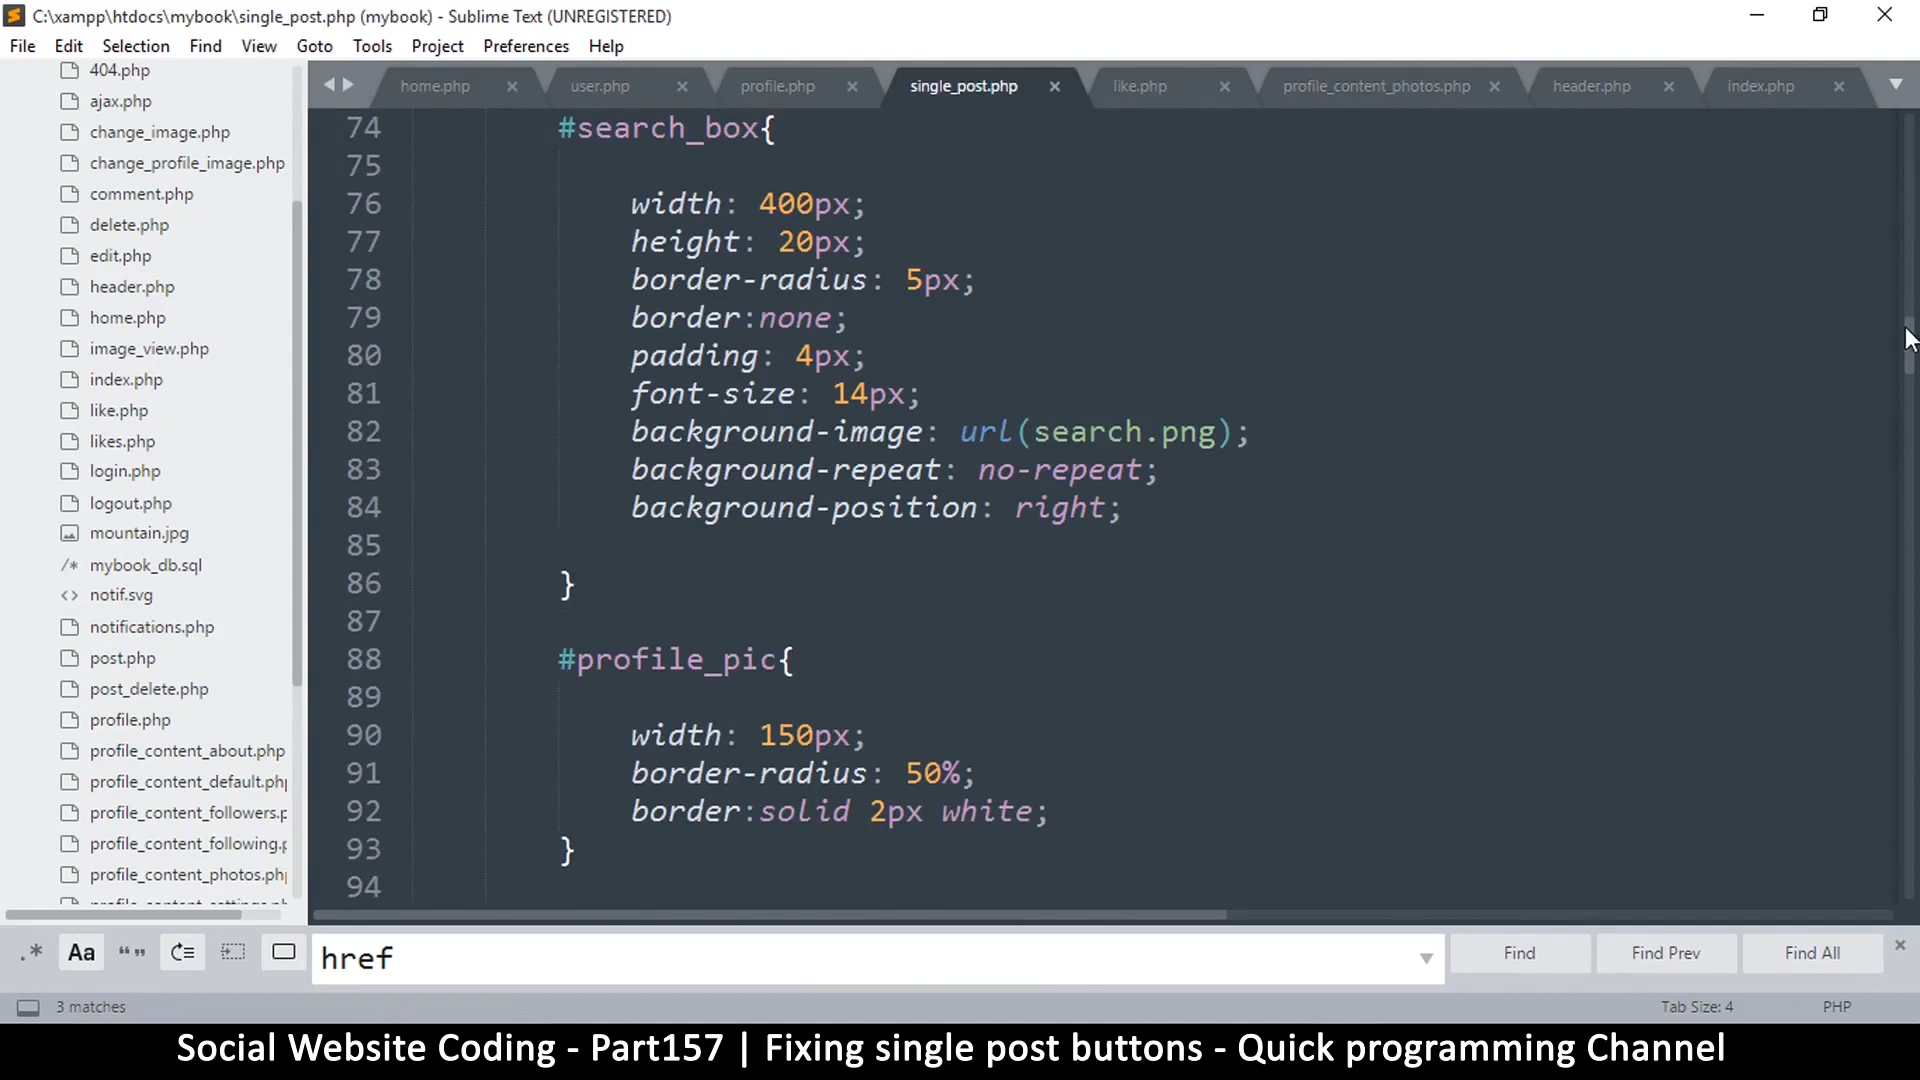 C:\xampp\htdocs\mybook\single_post.php (mybook) - Sublime Text (UNREGISTERED)
File Edit Selection Find View Goto Tools Project Preferences Help
home.php user.php profile.php single_post.php like.php profile_content_photos.php header.php index.php
404.php
ajax.php
change_image.php
change_profile_image.php
comment.php
delete.php
edit.php
header.php
home.php
image_view.php
index.php
like.php
likes.php
login.php
logout.php
mountain.jpg
/* mybook_db.sql
<> notif.svg
notifications.php
post.php
post_delete.php
profile.php
profile_content_about.php
profile_content_default.php
profile_content_followers.p
profile_content_following.p
profile_content_photos.php
74 #search_box{
75
76 width: 400px;
77 height: 20px;
78 border-radius: 5px;
79 border:none;
80 padding: 4px;
81 font-size: 14px;
82 background-image: url(search.png);
83 background-repeat: no-repeat;
84 background-position: right;
85
86 }
87
88 #profile_pic{
89
90 width: 150px;
91 border-radius: 50%;
92 border:solid 2px white;
93 }
94
.* Aa “” href Find Find Prev Find All
3 matches Tab Size: 4 PHP
Social Website Coding - Part157 | Fixing single post buttons - Quick programming Channel